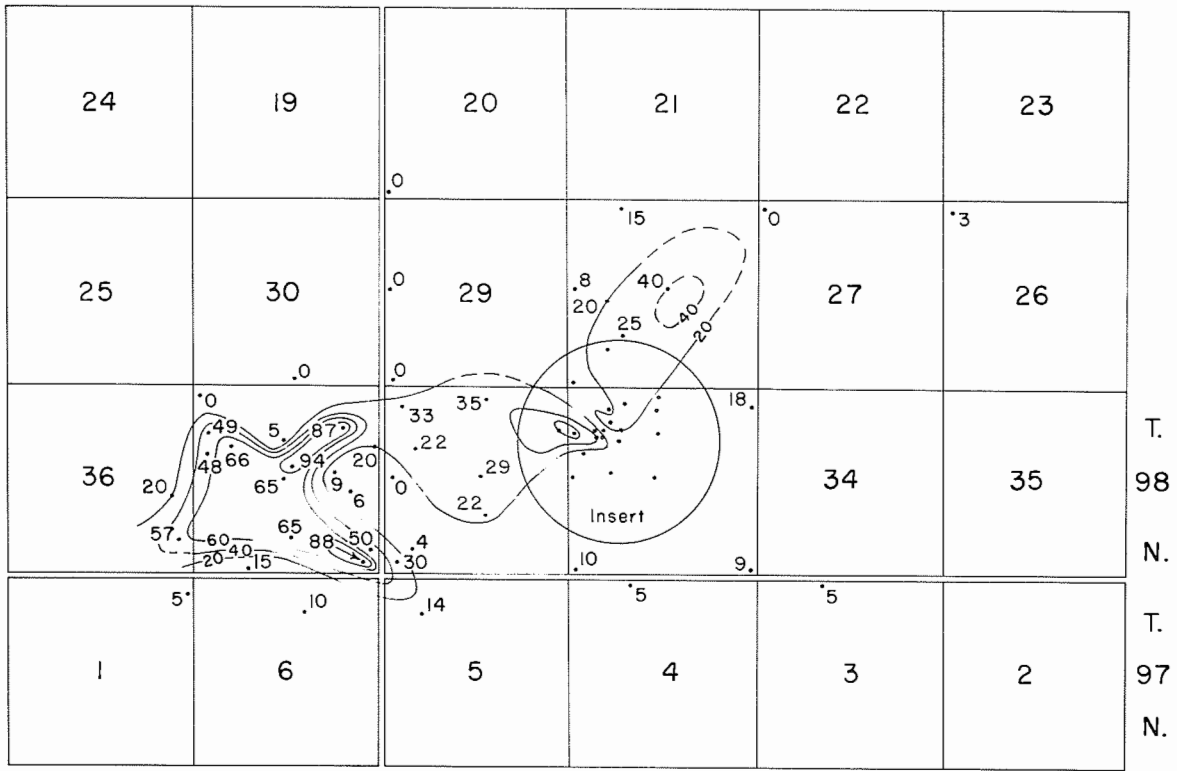 24 19 20 21 22 23
0
15 0 3
25 30 0 29 8 40 27 26
20 40
25 20
0 0
0 33 35 18 T.
49 5 87
48 66 94 20 22
36 65 9 6 0 29 34 35 98
20 22
57 60 65 50 4 Insert
20 40 88 30 N.
15 10 9
5 10 14 5 5 T.
1 6 5 4 3 2 97
N.